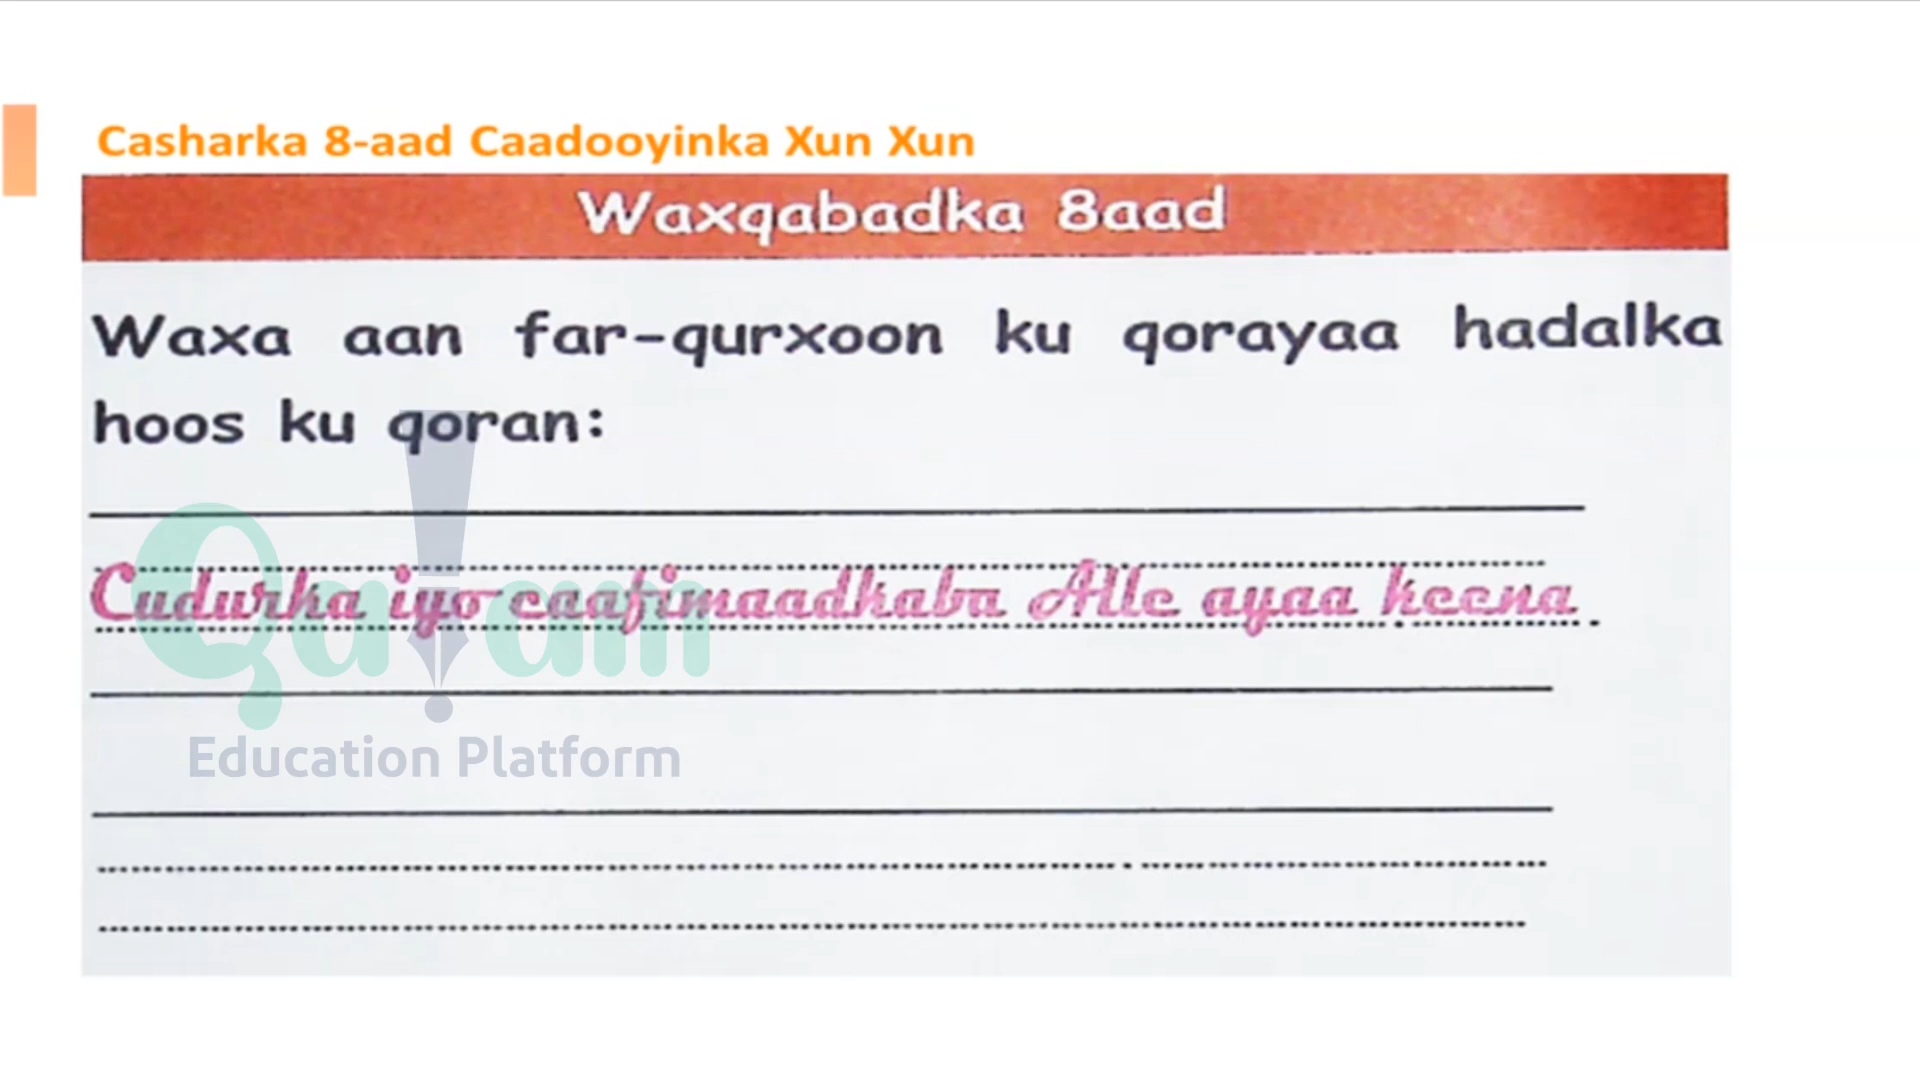 Casharka 8-aad Caadooyinka Xun Xun
Waxqabadka 8aad
Waxa aan far-qurxoon ku qorayaa hadalka
hoos ku qoran:
Cudurka iyo caafimaadkaba Alle ayaa keena
Qalam
Education Platform